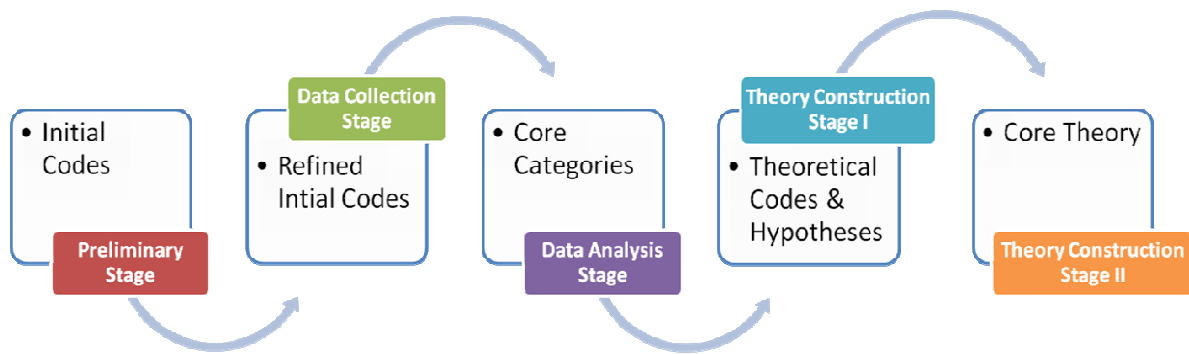 • Initial
Codes
Preliminary
Stage
Data Collection
Stage
• Refined
Intial Codes
• Core
Categories
Data Analysis
Stage
Theory Construction
Stage I
• Theoretical
Codes &
Hypotheses
• Core Theory
Theory Construction
Stage II